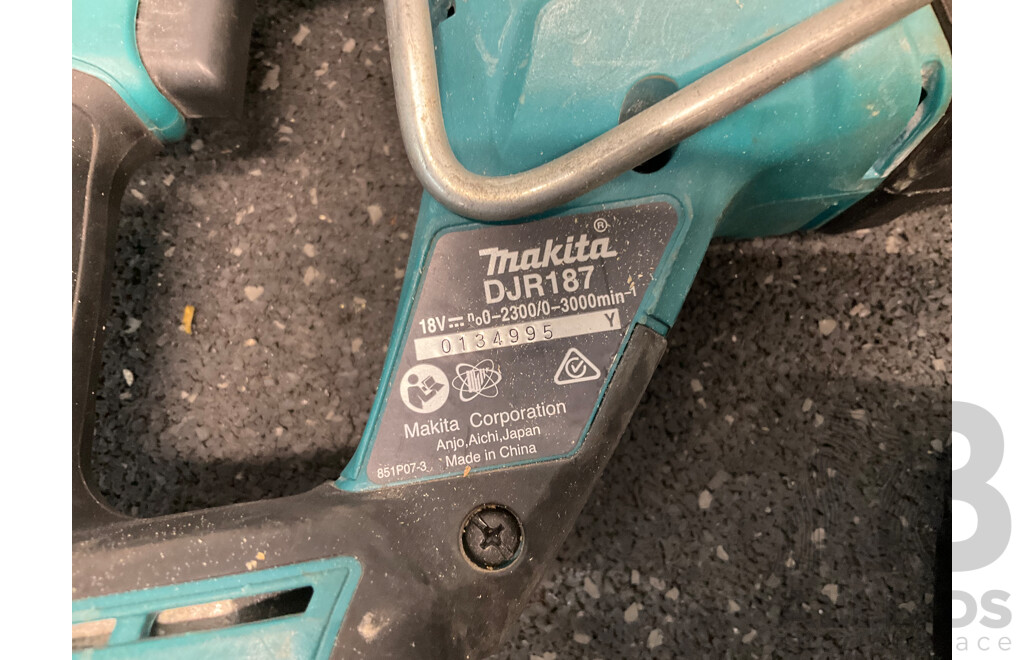 makita®
DJR187
18V⎓ n₀0-2300/0-3000min⁻¹
0134995 Y
Makita Corporation
Anjo,Aichi,Japan
851P07-3 Made in China